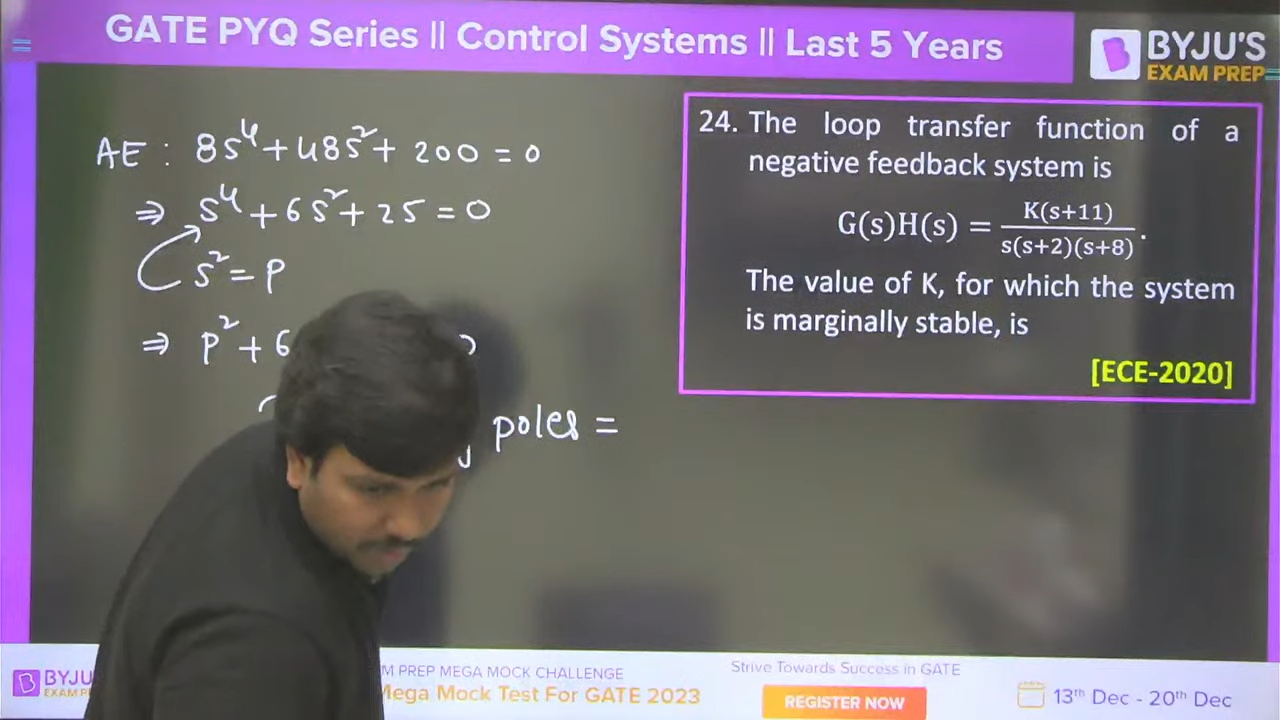 GATE PYQ Series || Control Systems || Last 5 Years
BYJU'S
EXAM PREP
AE : 8s⁴+48s²+ 200 = 0
⇒ s⁴+6s²+25=0
s²=p
⇒ p²+6
poles =
24. The loop transfer function of a
negative feedback system is
G(s)H(s) = K(s+11) / s(s+2)(s+8) .
The value of K, for which the system
is marginally stable, is
[ECE-2020]
BYJU
EXAM
M PREP MEGA MOCK CHALLENGE
Mega Mock Test For GATE 2023
Strive Towards Success in GATE
REGISTER NOW
13th Dec - 20th Dec